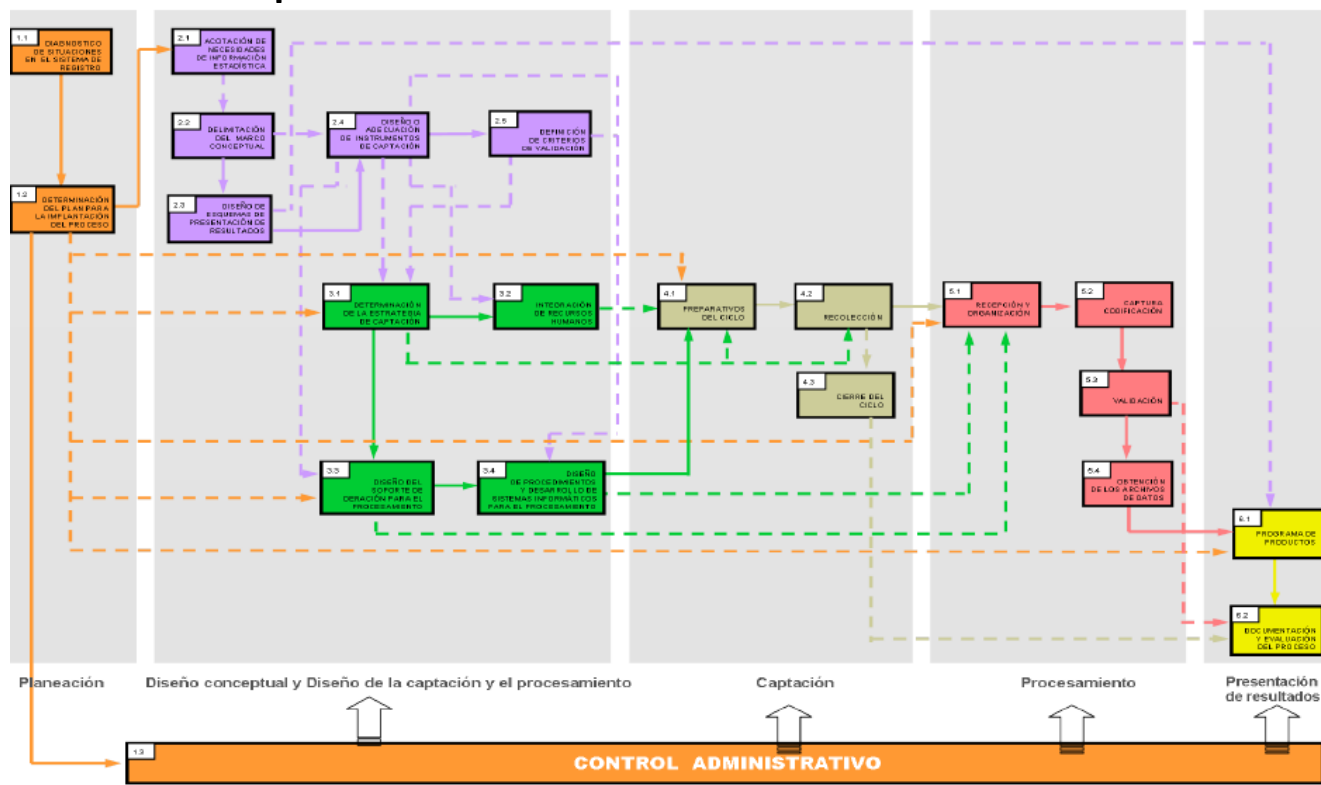 1.1
DIAGNOSTICO
DE SITUACIONES
EN EL SISTEMA DE
REGISTRO
1.2
DETERMINACIÓN
DEL PLAN PARA
LA IMPLANTACIÓN
DEL PROCESO
2.1
ACOTACIÓN DE
NECESIDADES
DE INFORMACIÓN
ESTADÍSTICA
2.2
DELIMITACIÓN
DEL MARCO
CONCEPTUAL
2.3
DISEÑO DE
ESQUEMAS DE
PRESENTACIÓN DE
RESULTADOS
2.4
DISEÑO O
ADECUACIÓN
DE INSTRUMENTOS
DE CAPTACIÓN
2.5
DEFINICIÓN
DE CRITERIOS
DE VALIDACIÓN
3.1
DETERMINACIÓN
DE LA ESTRATEGIA
DE CAPTACIÓN
3.2
INTEGRACIÓN
DE RECURSOS
HUMANOS
3.3
DISEÑO DEL
SOPORTE DE
DERACIÓN PARA EL
PROCESAMIENTO
3.4
DISEÑO
DE PROCEDIMIENTOS
Y DESARROLLO DE
SISTEMAS INFORMÁTICOS
PARA EL PROCESAMIENTO
4.1
PREPARATIVOS
DEL CICLO
4.2
RECOLECCIÓN
4.3
CIERRE DEL
CICLO
5.1
RECEPCIÓN Y
ORGANIZACIÓN
5.2
CAPTURA
CODIFICACIÓN
5.3
VALIDACIÓN
5.4
OBTENCIÓN
DE LOS ARCHIVOS
DE DATOS
6.1
PROGRAMA DE
PRODUCTOS
6.2
DOCUMENTACIÓN
Y EVALUACIÓN
DEL PROCESO
Planeación
Diseño conceptual y Diseño de la captación y el procesamiento
Captación
Procesamiento
Presentación
de resultados
1.3
CONTROL ADMINISTRATIVO